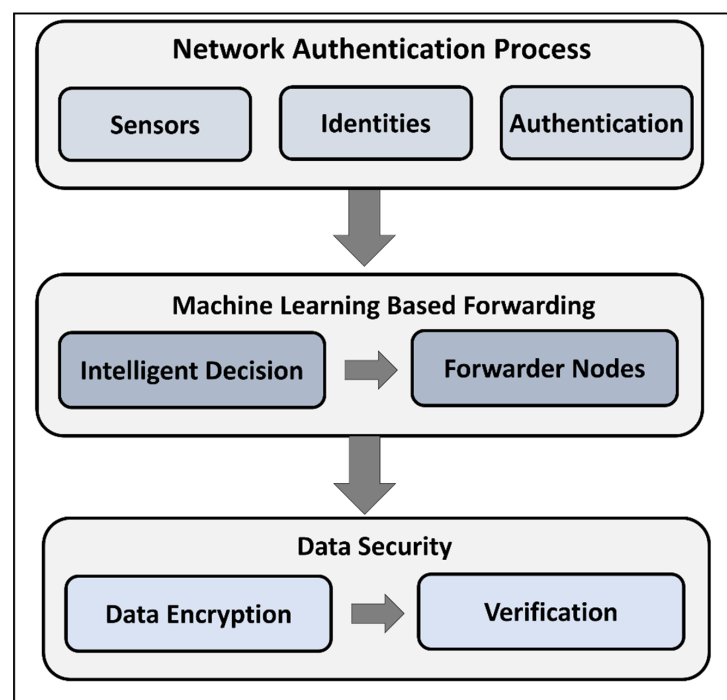 Network Authentication Process
Sensors
Identities
Authentication
Machine Learning Based Forwarding
Intelligent Decision
Forwarder Nodes
Data Security
Data Encryption
Verification